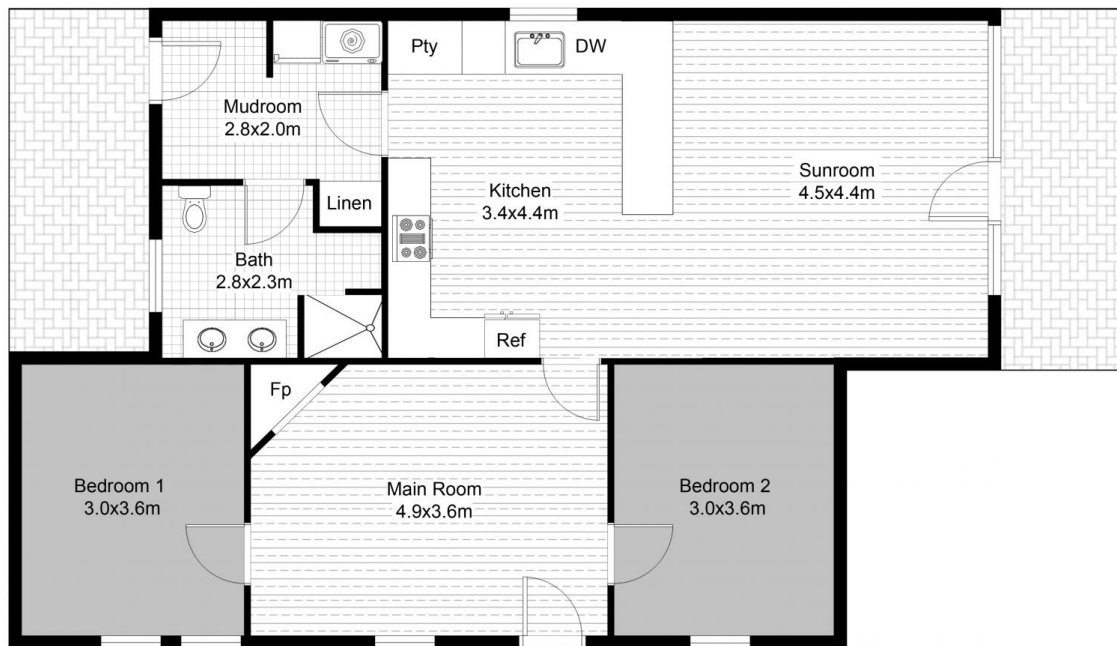 Pty
DW
Mudroom
2.8x2.0m
Sunroom
4.5x4.4m
Kitchen
3.4x4.4m
Linen
Bath
2.8x2.3m
Ref
Fp
Bedroom 1
3.0x3.6m
Main Room
4.9x3.6m
Bedroom 2
3.0x3.6m